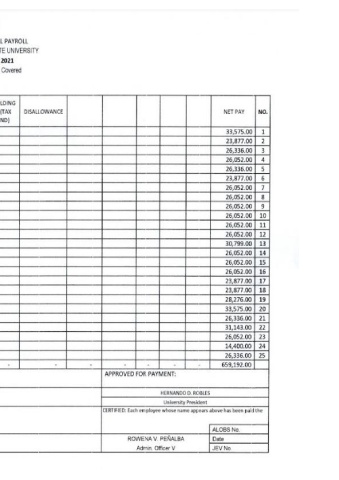 L PAYROLL
TE UNIVERSITY
2021
Covered
LDING
(TAX
ND)
DISALLOWANCE
NET PAY
NO.
33,575.00 1
23,877.00 2
26,336.00 3
26,052.00 4
26,336.00 5
23,877.00 6
26,052.00 7
26,052.00 8
26,052.00 9
26,052.00 10
26,052.00 11
26,052.00 12
30,799.00 13
26,052.00 14
26,052.00 15
26,052.00 16
23,877.00 17
23,877.00 18
28,276.00 19
33,575.00 20
26,336.00 21
31,143.00 22
26,052.00 23
14,400.00 24
26,336.00 25
- - - - - - 659,192.00
APPROVED FOR PAYMENT:
HERNANDO D. ROBLES
University President
CERTIFIED: Each employee whose name appears above has been paid the
ALOBS No.
ROWENA V. PEÑALBA Date
Admin. Officer V JEV No.